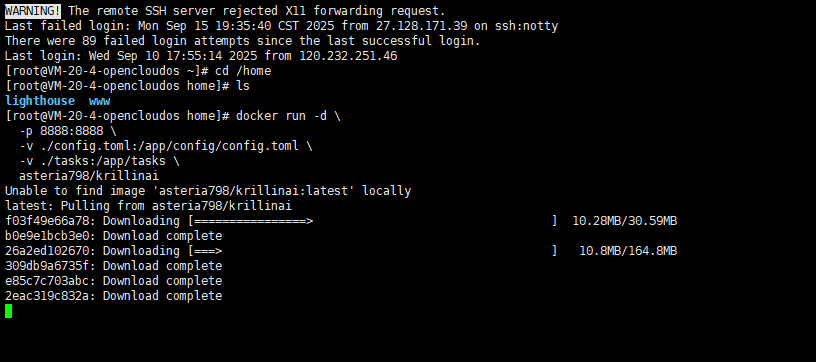 WARNING! The remote SSH server rejected X11 forwarding request.
Last failed login: Mon Sep 15 19:35:40 CST 2025 from 27.128.171.39 on ssh:notty
There were 89 failed login attempts since the last successful login.
Last login: Wed Sep 10 17:55:14 2025 from 120.232.251.46
[root@VM-20-4-opencloudos ~]# cd /home
[root@VM-20-4-opencloudos home]# ls
lighthouse  www
[root@VM-20-4-opencloudos home]# docker run -d \
  -p 8888:8888 \
  -v ./config.toml:/app/config/config.toml \
  -v ./tasks:/app/tasks \
  asteria798/krillinai
Unable to find image 'asteria798/krillinai:latest' locally
latest: Pulling from asteria798/krillinai
f03f49e66a78: Downloading [================>                                  ]  10.28MB/30.59MB
b0e9e1bcb3e0: Download complete
26a2ed102670: Downloading [===>                                               ]   10.8MB/164.8MB
309db9a6735f: Download complete
e85c7c703abc: Download complete
2eac319c832a: Download complete